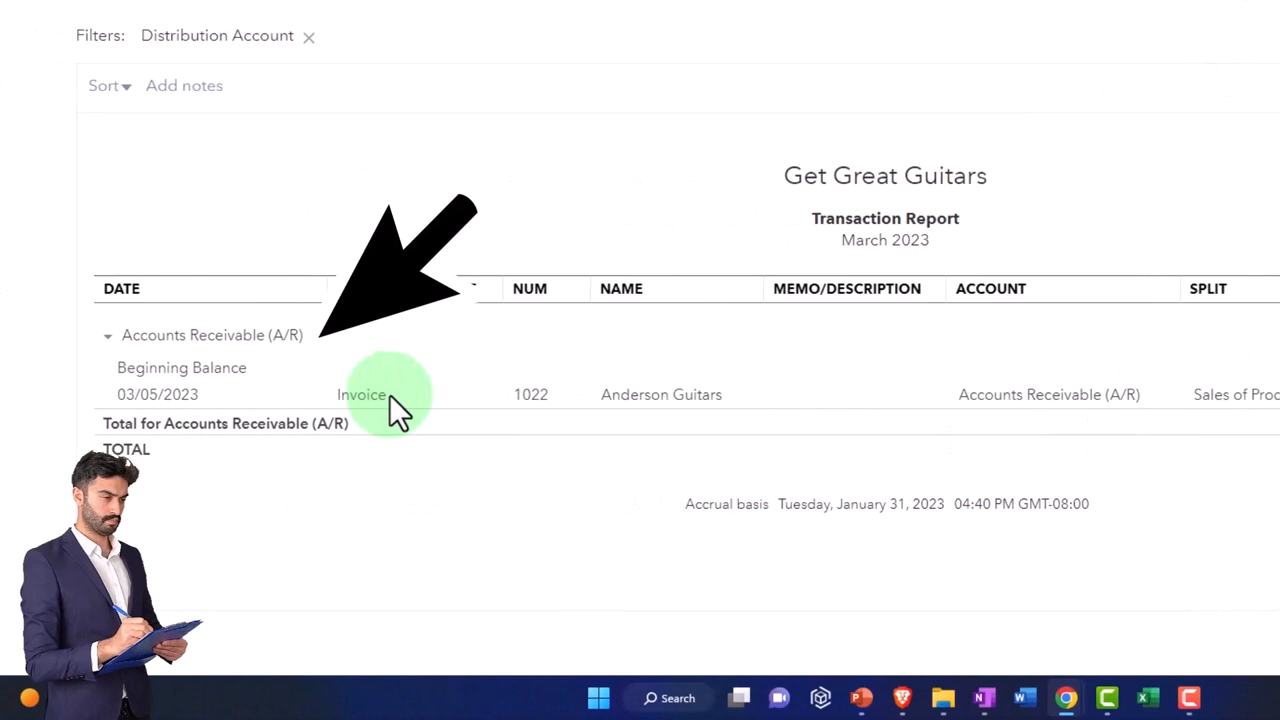 Filters: Distribution Account
Sort Add notes
Get Great Guitars
Transaction Report
March 2023
DATE NUM NAME MEMO/DESCRIPTION ACCOUNT SPLIT
Accounts Receivable (A/R)
Beginning Balance
03/05/2023 Invoice 1022 Anderson Guitars Accounts Receivable (A/R) Sales of
Total for Accounts Receivable (A/R)
TOTAL
Accrual basis Tuesday, January 31, 2023 04:40 PM GMT-08:00
Search